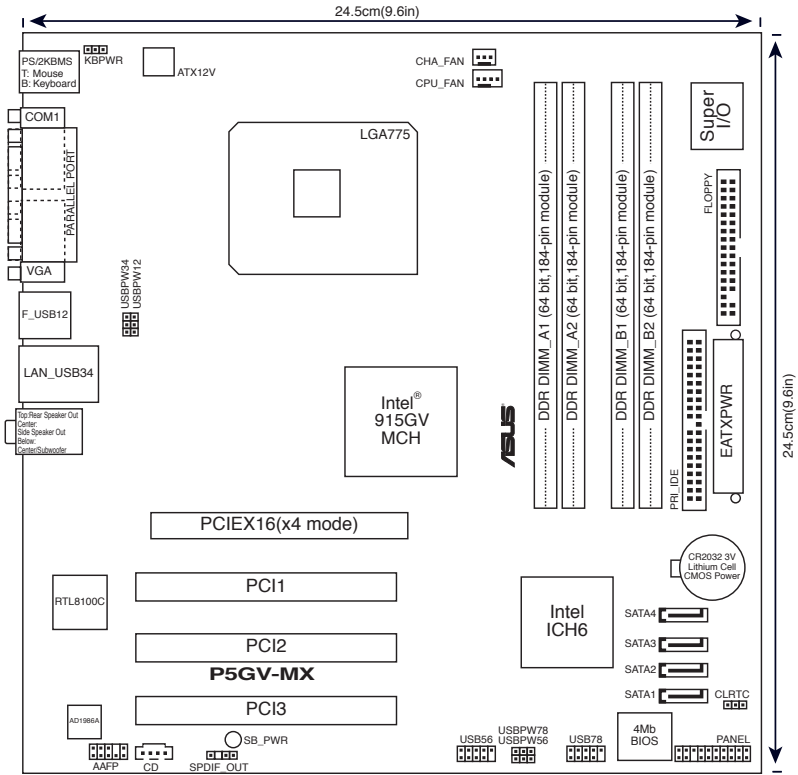 24.5cm(9.6in)
PS/2KBMS
T: Mouse
B: Keyboard
KBPWR
ATX12V
CHA_FAN
CPU_FAN
Super
I/O
COM1
PARALLEL PORT
VGA
LGA775
FLOPPY
DDR DIMM_A1 (64 bit,184-pin module)
DDR DIMM_A2 (64 bit,184-pin module)
DDR DIMM_B1 (64 bit,184-pin module)
DDR DIMM_B2 (64 bit,184-pin module)
24.5cm(9.6in)
USBPW34
USBPW12
F_USB12
LAN_USB34
Top:Rear Speaker Out
Center:
Side Speaker Out
Below:
Center/Subwoofer
Intel®
915GV
MCH
ASUS
PRI_IDE
EATXPWR
PCIEX16(x4 mode)
CR2032 3V
Lithium Cell
CMOS Power
RTL8100C
PCI1
Intel
ICH6
SATA4
SATA3
SATA2
SATA1
PCI2
P5GV-MX
PCI3
CLRTC
AD1986A
SB_PWR
AAFP
CD
SPDIF_OUT
USB56
USBPW78
USBPW56
USB78
4Mb
BIOS
PANEL